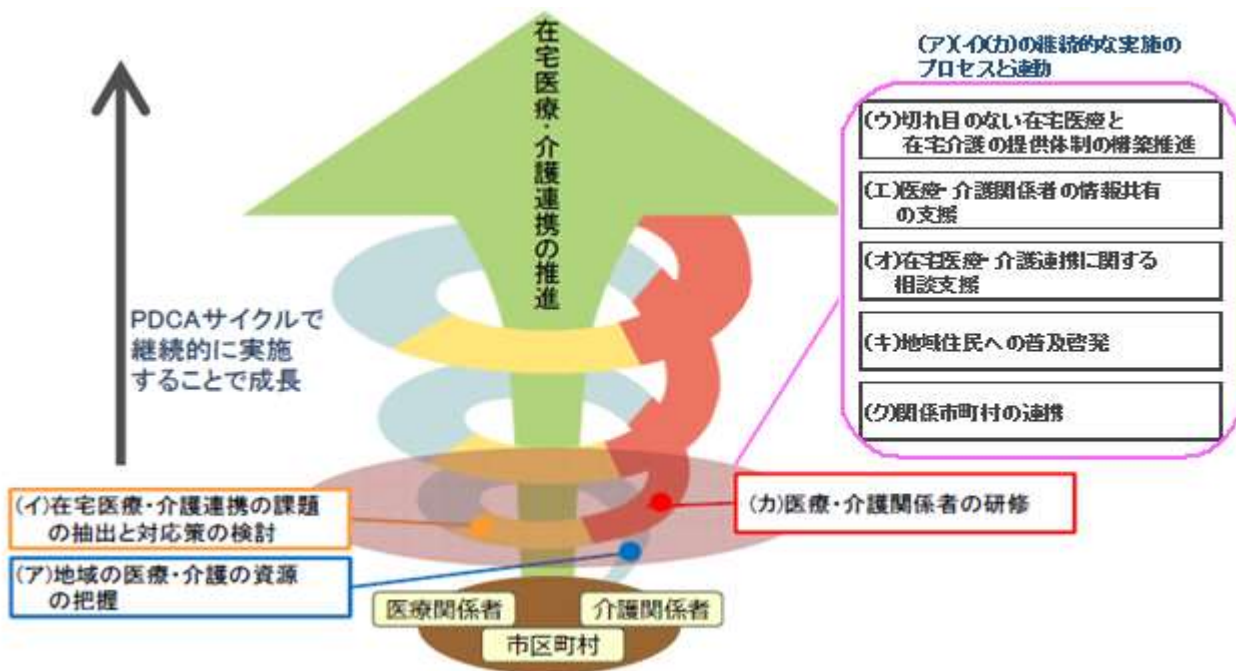 在宅医療・介護連携の推進
(ア)(イ)(カ)の継続的な実施の
プロセスと連動
(ウ)切れ目のない在宅医療と
在宅介護の提供体制の構築推進
(エ)医療・介護関係者の情報共有
の支援
(オ)在宅医療・介護連携に関する
相談支援
(キ)地域住民への普及啓発
(ク)関係市町村の連携
PDCAサイクルで
継続的に実施
することで成長
(イ)在宅医療・介護連携の課題
の抽出と対応策の検討
(カ)医療・介護関係者の研修
(ア)地域の医療・介護の資源
の把握
医療関係者
介護関係者
市区町村